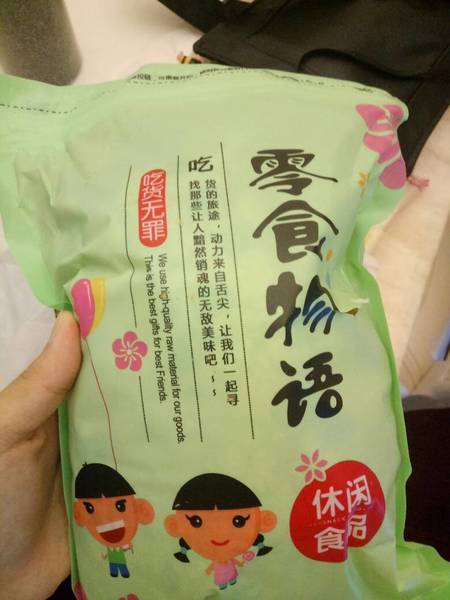 零食物语
吃货的旅途，动力来自舌尖，让我们一起寻
找那些让人黯然销魂的无敌美味吧~~
吃货无罪
We use high-quality raw material for our goods.
This is the best gifts for best Friends.
休闲
食品